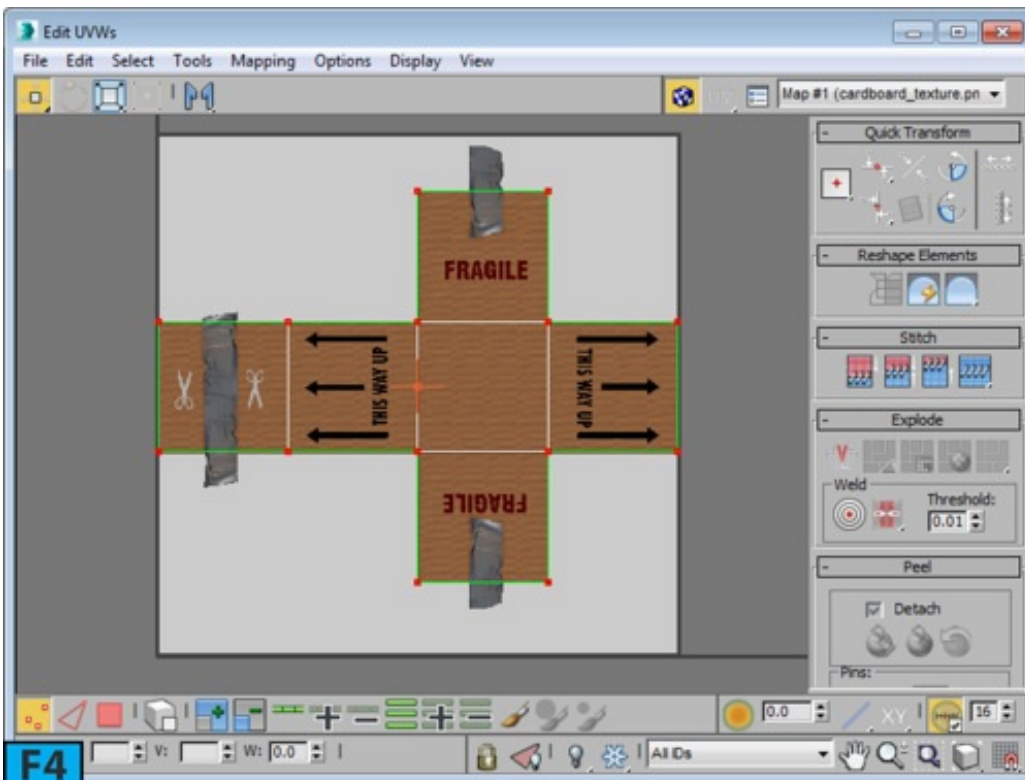 Edit UVWs
File Edit Select Tools Mapping Options Display View
Map #1 (cardboard_texture.pn
Quick Transform
Reshape Elements
Stitch
Explode
Weld
Threshold:
0.01
Peel
Detach
Pins:
FRAGILE
THIS WAY UP
THIS WAY UP
FRAGILE
0.0
XY
16
F4
V:
W: 0.0
All IDs